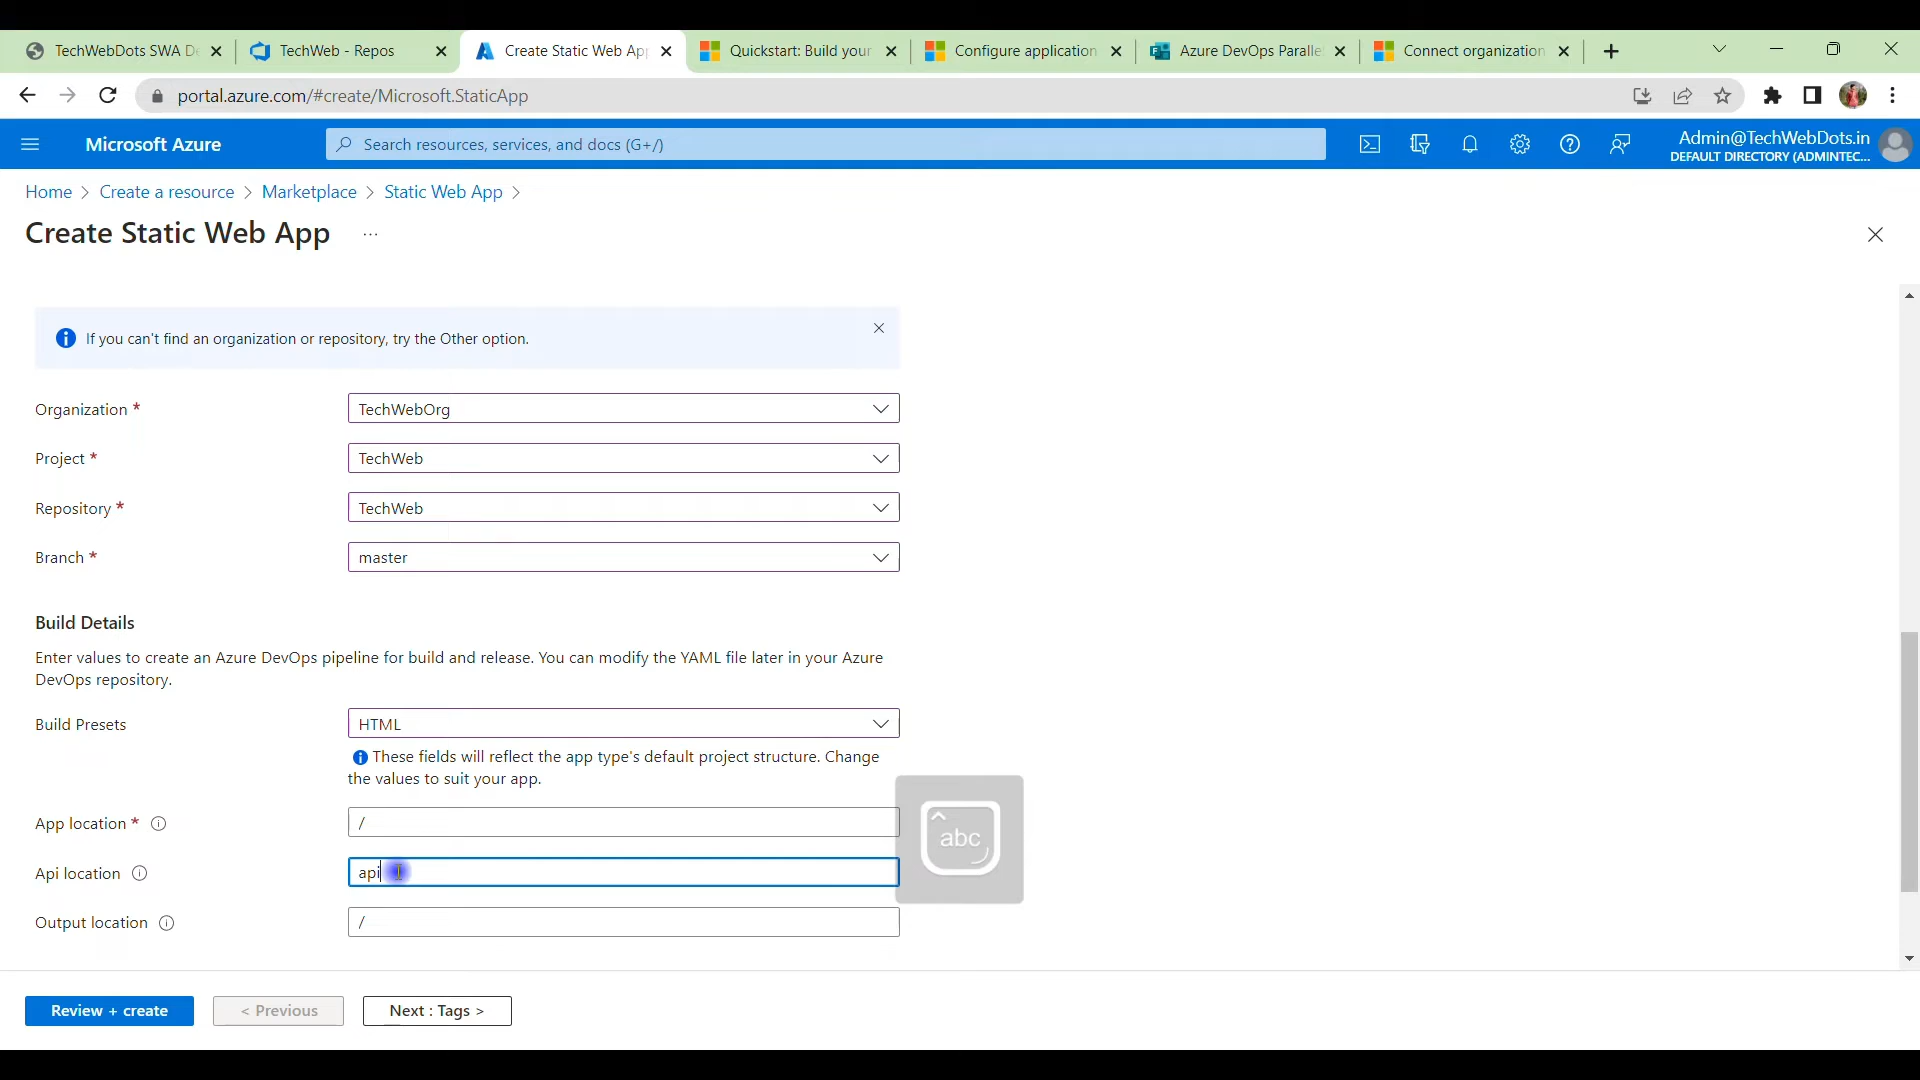 TechWebDots SWA De
TechWeb - Repos
Create Static Web App
Quickstart: Build your
Configure application
Azure DevOps Paralle
Connect organization
portal.azure.com/#create/Microsoft.StaticApp
Microsoft Azure
Search resources, services, and docs (G+/)
Admin@TechWebDots.in
DEFAULT DIRECTORY (ADMINTEC...
Home > Create a resource > Marketplace > Static Web App >
Create Static Web App ...
If you can't find an organization or repository, try the Other option.
Organization * TechWebOrg
Project * TechWeb
Repository * TechWeb
Branch * master
Build Details
Enter values to create an Azure DevOps pipeline for build and release. You can modify the YAML file later in your Azure
DevOps repository.
Build Presets HTML
These fields will reflect the app type's default project structure. Change
the values to suit your app.
App location * /
abc
Api location api
Output location /
Review + create
< Previous
Next : Tags >